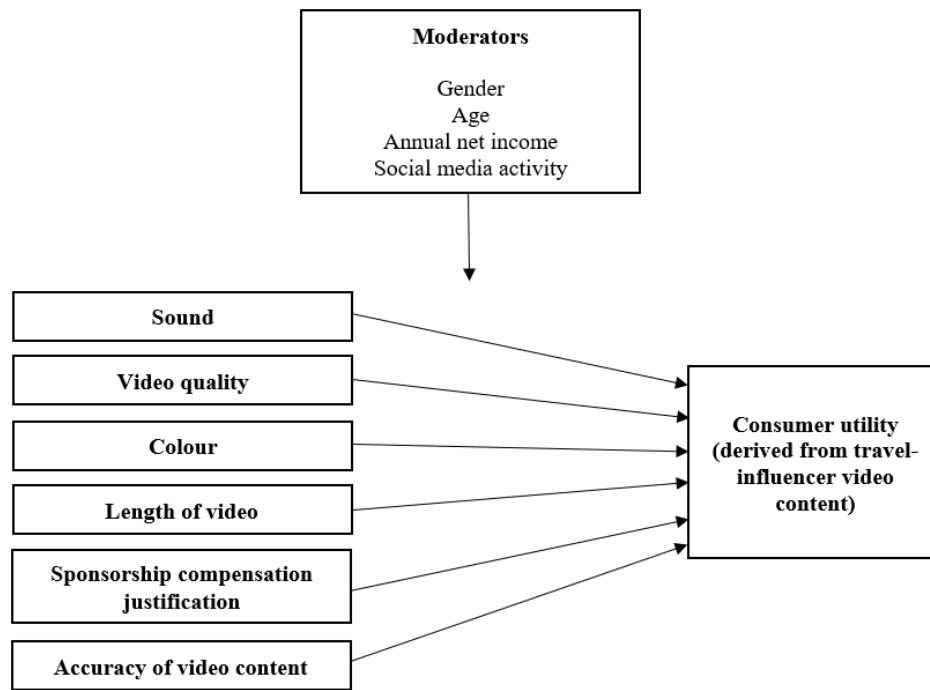 Moderators
Gender
Age
Annual net income
Social media activity
Sound
Video quality
Colour
Length of video
Sponsorship compensation
justification
Accuracy of video content
Consumer utility
(derived from travel-
influencer video
content)